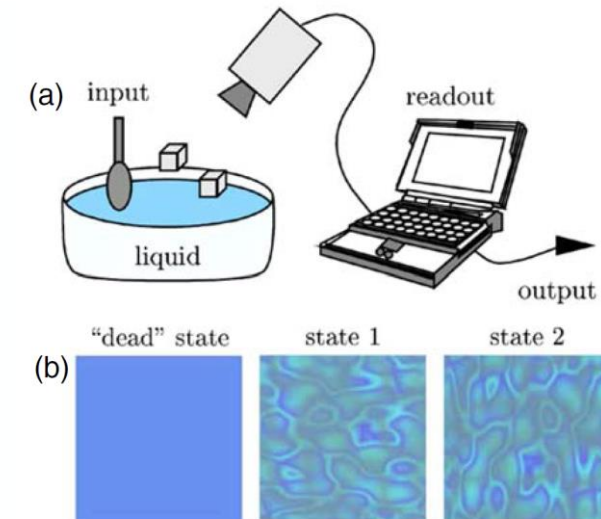 (a)
input
readout
liquid
output
(b)
“dead” state
state 1
state 2